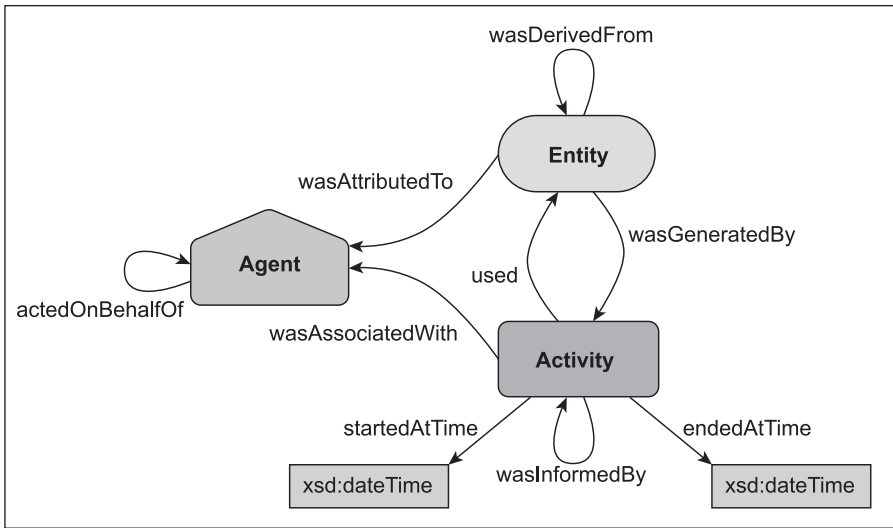 wasDerivedFrom
Entity
wasAttributedTo
wasGeneratedBy
Agent
used
actedOnBehalfOf
wasAssociatedWith
Activity
startedAtTime
endedAtTime
wasInformedBy
xsd:dateTime
xsd:dateTime